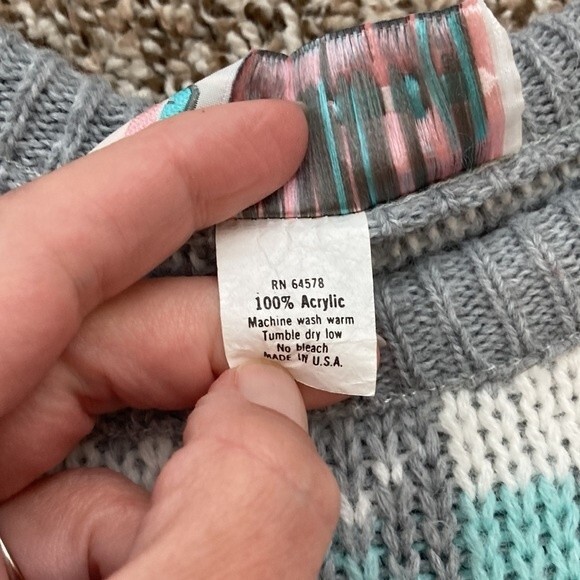 RN 64578
100% Acrylic
Machine wash warm
Tumble dry low
No bleach
MADE IN U.S.A.